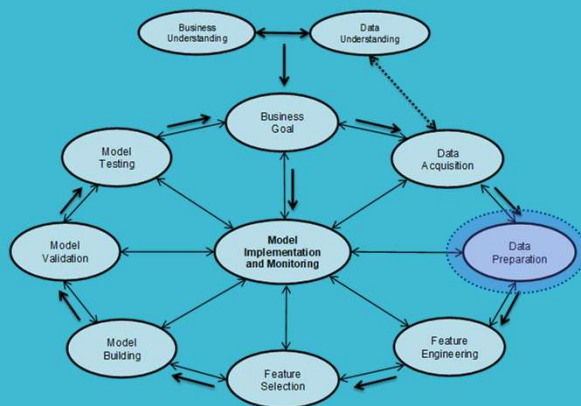 Business
Understanding
Data
Understanding
Business
Goal
Model
Testing
Data
Acquisition
Model
Validation
Model
Implementation
and Monitoring
Data
Preparation
Model
Building
Feature
Engineering
Feature
Selection